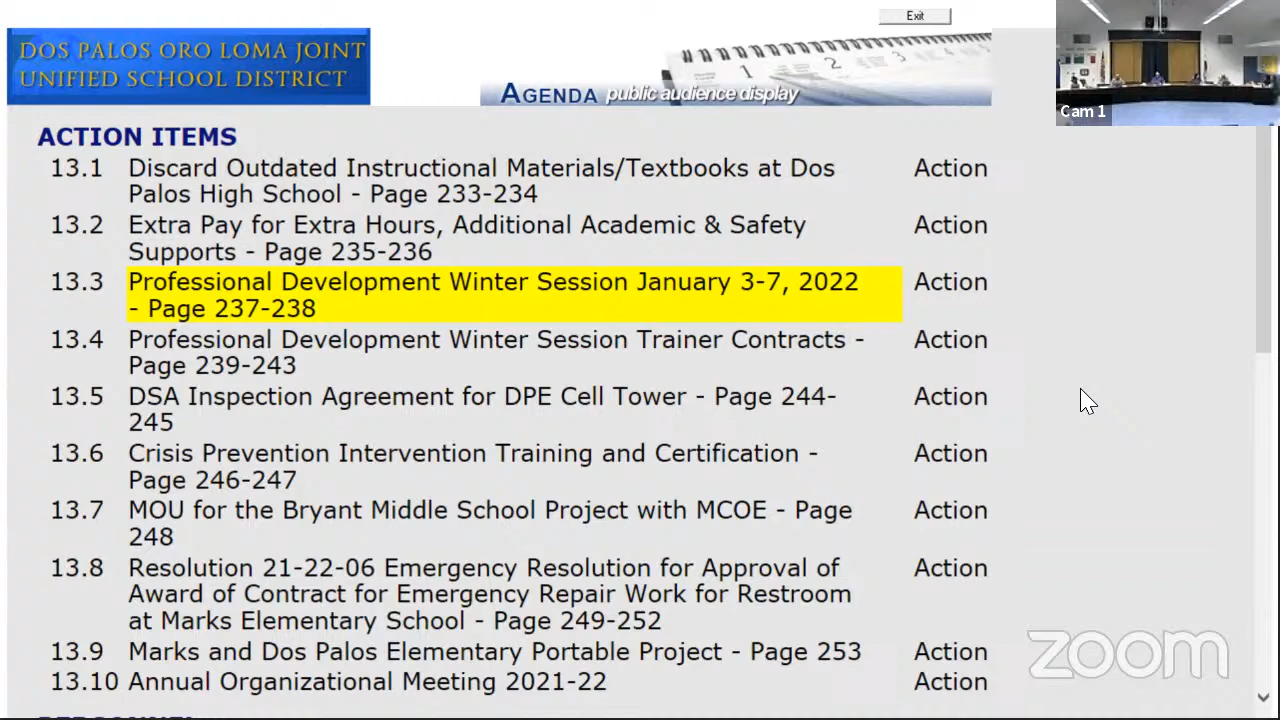 Exit
DOS PALOS ORO LOMA JOINT
UNIFIED SCHOOL DISTRICT
1 2 3 4
AGENDA public audience display
Cam 1
ACTION ITEMS
13.1 Discard Outdated Instructional Materials/Textbooks at Dos Action
Palos High School - Page 233-234
13.2 Extra Pay for Extra Hours, Additional Academic & Safety Action
Supports - Page 235-236
13.3 Professional Development Winter Session January 3-7, 2022 Action
- Page 237-238
13.4 Professional Development Winter Session Trainer Contracts - Action
Page 239-243
13.5 DSA Inspection Agreement for DPE Cell Tower - Page 244- Action
245
13.6 Crisis Prevention Intervention Training and Certification - Action
Page 246-247
13.7 MOU for the Bryant Middle School Project with MCOE - Page Action
248
13.8 Resolution 21-22-06 Emergency Resolution for Approval of Action
Award of Contract for Emergency Repair Work for Restroom
at Marks Elementary School - Page 249-252
13.9 Marks and Dos Palos Elementary Portable Project - Page 253 Action
13.10 Annual Organizational Meeting 2021-22 Action
zoom